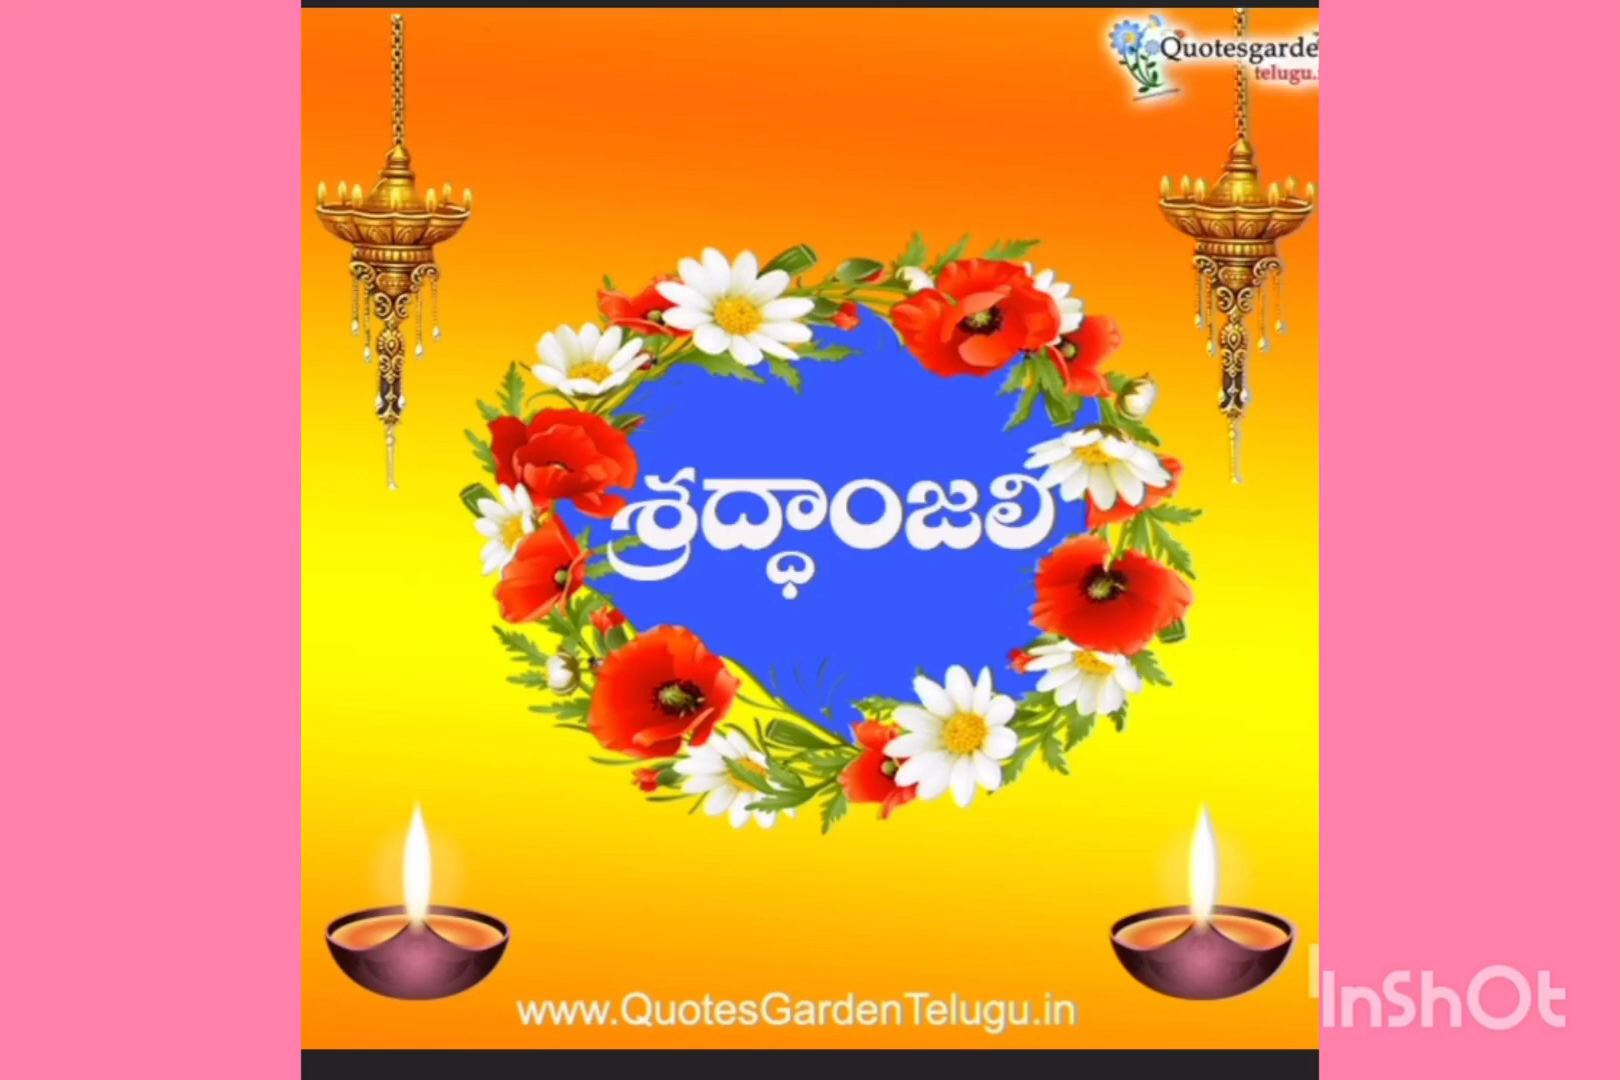 Quotesgarde
telugu.
శ్రద్ధాంజలి
www.QuotesGardenTelugu.in
InShOt